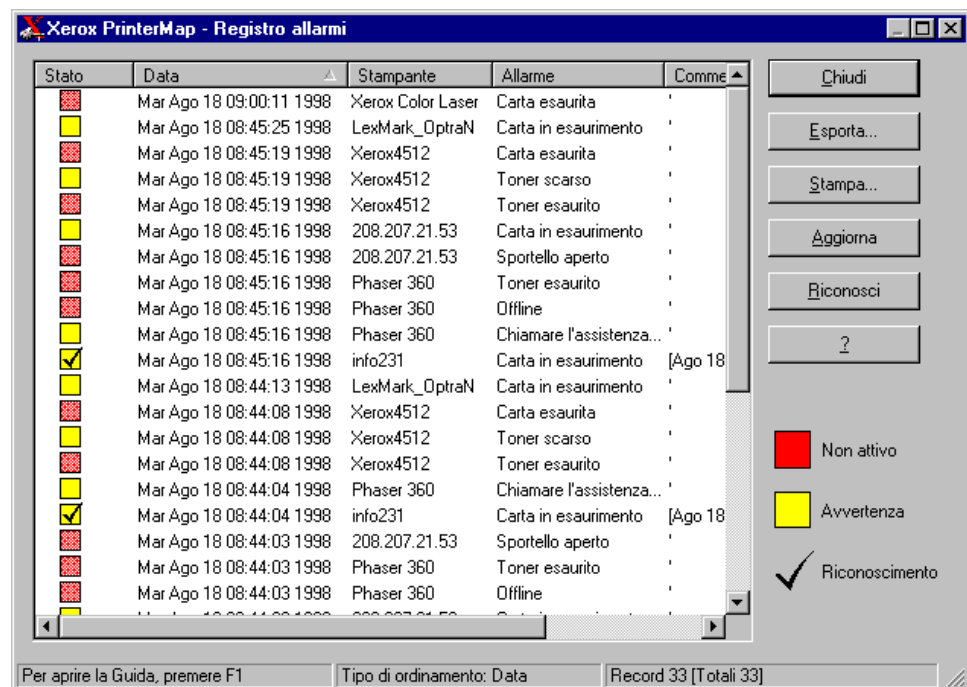 Xerox PrinterMap - Registro allarmi
Stato Data Stampante Allarme Comme
Mar Ago 18 09:00:11 1998 Xerox Color Laser Carta esaurita '
Mar Ago 18 08:45:25 1998 LexMark_OptraN Carta in esaurimento '
Mar Ago 18 08:45:19 1998 Xerox4512 Carta esaurita '
Mar Ago 18 08:45:19 1998 Xerox4512 Toner scarso '
Mar Ago 18 08:45:19 1998 Xerox4512 Toner esaurito '
Mar Ago 18 08:45:16 1998 208.207.21.53 Carta in esaurimento '
Mar Ago 18 08:45:16 1998 208.207.21.53 Sportello aperto '
Mar Ago 18 08:45:16 1998 Phaser 360 Toner esaurito '
Mar Ago 18 08:45:16 1998 Phaser 360 Offline '
Mar Ago 18 08:45:16 1998 Phaser 360 Chiamare l'assistenza... '
Mar Ago 18 08:45:16 1998 info231 Carta in esaurimento [Ago 18
Mar Ago 18 08:44:13 1998 LexMark_OptraN Carta in esaurimento '
Mar Ago 18 08:44:08 1998 Xerox4512 Carta esaurita '
Mar Ago 18 08:44:08 1998 Xerox4512 Toner scarso '
Mar Ago 18 08:44:08 1998 Xerox4512 Toner esaurito '
Mar Ago 18 08:44:04 1998 Phaser 360 Chiamare l'assistenza... '
Mar Ago 18 08:44:04 1998 info231 Carta in esaurimento [Ago 18
Mar Ago 18 08:44:03 1998 208.207.21.53 Sportello aperto '
Mar Ago 18 08:44:03 1998 Phaser 360 Toner esaurito '
Mar Ago 18 08:44:03 1998 Phaser 360 Offline '
Chiudi
Esporta...
Stampa...
Aggiorna
Riconosci
?
Non attivo
Avvertenza
Riconoscimento
Per aprire la Guida, premere F1
Tipo di ordinamento: Data
Record 33 [Totali 33]